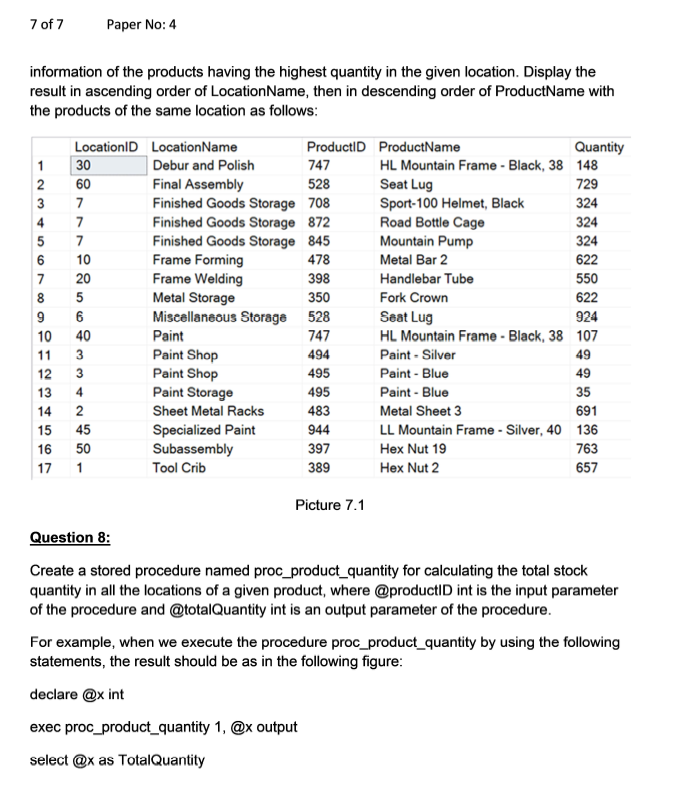 7 of 7 Paper No: 4
information of the products having the highest quantity in the given location. Display the
result in ascending order of LocationName, then in descending order of ProductName with
the products of the same location as follows:
LocationID LocationName ProductID ProductName Quantity
1 30 Debur and Polish 747 HL Mountain Frame - Black, 38 148
2 60 Final Assembly 528 Seat Lug 729
3 7 Finished Goods Storage 708 Sport-100 Helmet, Black 324
4 7 Finished Goods Storage 872 Road Bottle Cage 324
5 7 Finished Goods Storage 845 Mountain Pump 324
6 10 Frame Forming 478 Metal Bar 2 622
7 20 Frame Welding 398 Handlebar Tube 550
8 5 Metal Storage 350 Fork Crown 622
9 6 Miscellaneous Storage 528 Seat Lug 924
10 40 Paint 747 HL Mountain Frame - Black, 38 107
11 3 Paint Shop 494 Paint - Silver 49
12 3 Paint Shop 495 Paint - Blue 49
13 4 Paint Storage 495 Paint - Blue 35
14 2 Sheet Metal Racks 483 Metal Sheet 3 691
15 45 Specialized Paint 944 LL Mountain Frame - Silver, 40 136
16 50 Subassembly 397 Hex Nut 19 763
17 1 Tool Crib 389 Hex Nut 2 657
Picture 7.1
Question 8:
Create a stored procedure named proc_product_quantity for calculating the total stock
quantity in all the locations of a given product, where @productID int is the input parameter
of the procedure and @totalQuantity int is an output parameter of the procedure.
For example, when we execute the procedure proc_product_quantity by using the following
statements, the result should be as in the following figure:
declare @x int
exec proc_product_quantity 1, @x output
select @x as TotalQuantity